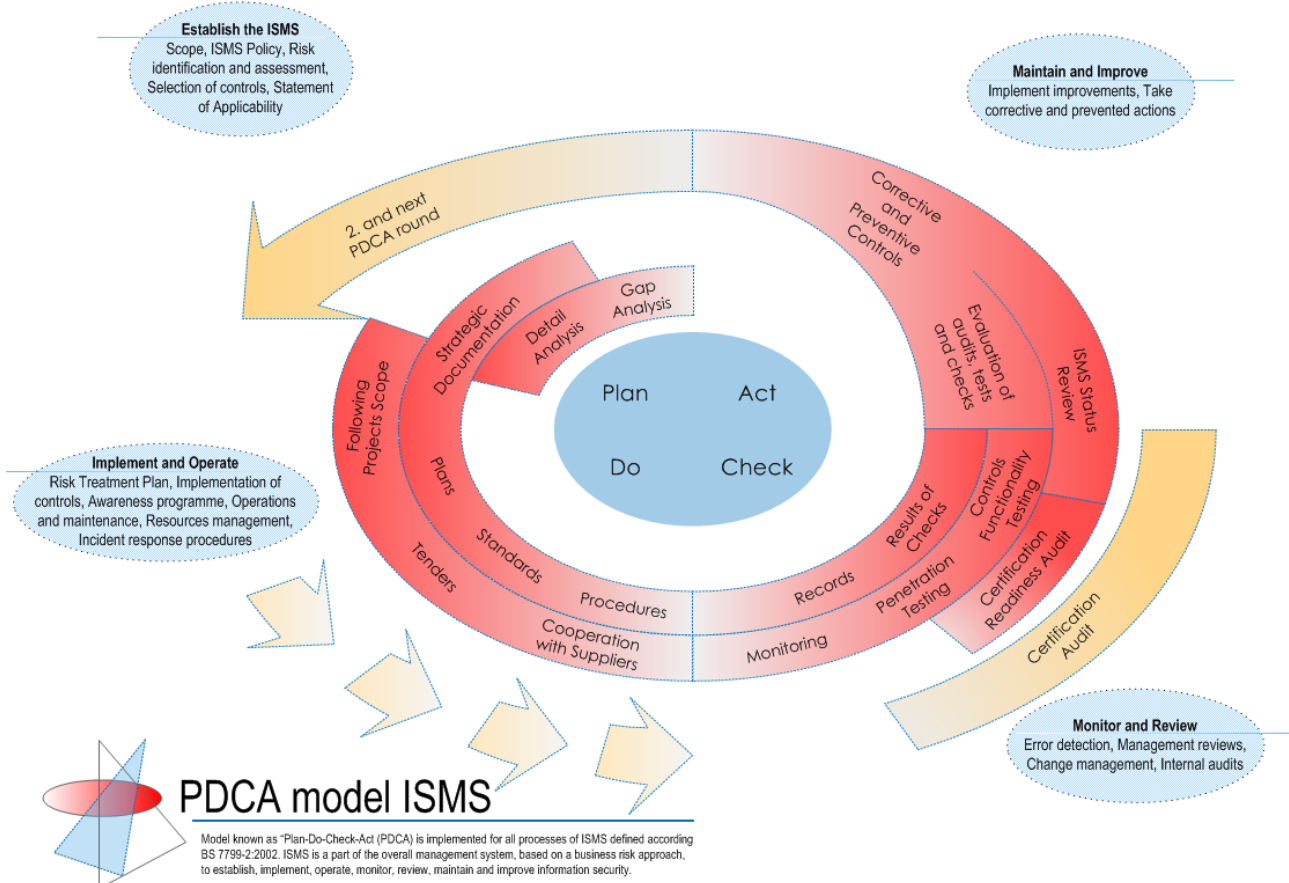 Establish the ISMS
Scope, ISMS Policy, Risk
identification and assessment,
Selection of controls, Statement
of Applicability
Maintain and Improve
Implement improvements, Take
corrective and prevented actions
2. and next
PDCA round
Corrective
and
Preventive
Controls
Strategic
Documentation
Detail
Analysis
Gap
Analysis
Evaluation of
audits, tests
and checks
ISMS Status
Review
Plan
Act
Do
Check
Following
Projects Scope
Implement and Operate
Risk Treatment Plan, Implementation of
controls, Awareness programme, Operations
and maintenance, Resources management,
Incident response procedures
Plans
Standards
Procedures
Tenders
Cooperation
with Suppliers
Results of
Checks
Records
Controls
Functionality
Testing
Penetration
Testing
Monitoring
Certification
Readiness Audit
Certification
Audit
Monitor and Review
Error detection, Management reviews,
Change management, Internal audits
PDCA model ISMS
Model known as "Plan-Do-Check-Act (PDCA) is implemented for all processes of ISMS defined according
BS 7799-2:2002. ISMS is a part of the overall management system, based on a business risk approach,
to establish, implement, operate, monitor, review, maintain and improve information security.